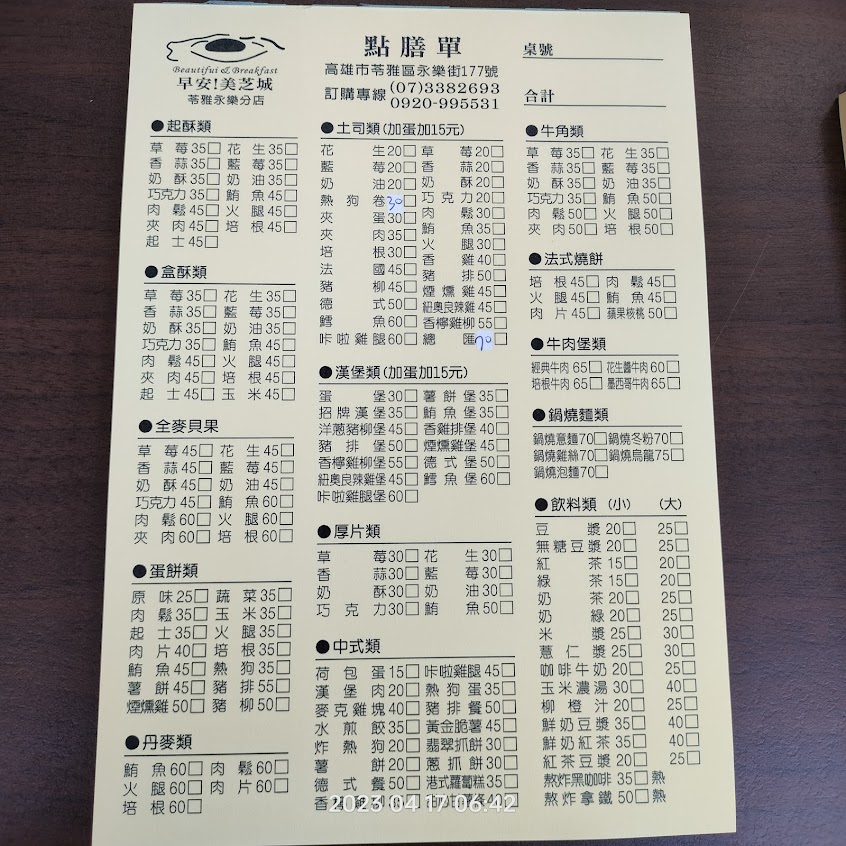 Beautiful & Breakfast
早安!美芝城
苓雅永樂分店
點膳單
高雄市苓雅區永樂街177號
訂購專線 (07)3382693
0920-995531
桌號
合計
●起酥類
草莓35□ 花生35□
香蒜35□ 藍莓35□
奶酥35□ 奶油35□
巧克力35□ 鮪魚45□
肉鬆45□ 火腿45□
夾肉45□ 培根45□
起士45□
●盒酥類
草莓35□ 花生35□
香蒜35□ 藍莓35□
奶酥35□ 奶油35□
巧克力35□ 鮪魚45□
肉鬆45□ 火腿45□
夾肉45□ 培根45□
起士45□ 玉米45□
●全麥貝果
草莓45□ 花生45□
香蒜45□ 藍莓45□
奶酥45□ 奶油45□
巧克力45□ 鮪魚60□
肉鬆60□ 火腿60□
夾肉60□ 培根60□
●蛋餅類
原味25□ 蔬菜35□
肉鬆35□ 玉米35□
起士35□ 火腿35□
肉片40□ 培根35□
鮪魚45□ 熱狗35□
薯餅45□ 豬排55□
煙燻雞50□ 豬柳50□
●丹麥類
鮪魚60□ 肉鬆60□
火腿60□ 肉片60□
培根60□
●土司類(加蛋加15元)
花生20□ 草莓20□
藍莓20□ 香蒜20□
奶油20□ 奶酥20□
熱狗卷30□ 巧克力20□
夾蛋30□ 肉鬆30□
夾肉35□ 鮪魚35□
培根30□ 火腿30□
法國45□ 香雞40□
豬柳45□ 豬排50□
德式50□ 煙燻雞45□
鱈魚60□ 紐奧良辣雞45□
咔啦雞腿60□ 香檸雞柳55□
總匯70□
●漢堡類(加蛋加15元)
蛋堡30□ 薯餅堡35□
招牌漢堡35□ 鮪魚堡35□
洋蔥豬柳堡45□ 香雞排堡40□
豬排堡50□ 煙燻雞堡45□
香檸雞柳堡55□ 德式堡50□
紐奧良辣雞堡45□ 鱈魚堡60□
咔啦雞腿堡60□
●厚片類
草莓30□ 花生30□
香蒜30□ 藍莓30□
奶酥30□ 奶油30□
巧克力30□ 鮪魚50□
●中式類
荷包蛋15□ 咔啦雞腿45□
漢堡肉20□ 熱狗蛋35□
麥克雞塊40□ 豬排餐50□
水煎餃35□ 黃金脆薯45□
炸熱狗20□ 翡翠抓餅30□
薯餅20□ 蔥抓餅30□
德式餐50□ 港式蘿蔔糕35□
2023 04 17 06:42
●牛角類
草莓35□ 花生35□
香蒜35□ 藍莓35□
奶酥35□ 奶油35□
巧克力35□ 鮪魚50□
肉鬆50□ 火腿50□
夾肉50□ 培根50□
●法式燒餅
培根45□ 肉鬆45□
火腿45□ 鮪魚45□
肉片45□ 蘋果核桃50□
●牛肉堡類
經典牛肉65□ 花生醬牛肉60□
培根牛肉65□ 墨西哥牛肉65□
●鍋燒麵類
鍋燒意麵70□ 鍋燒冬粉70□
鍋燒雞絲70□ 鍋燒烏龍75□
鍋燒泡麵70□
●飲料類 (小) (大)
豆漿20□ 25□
無糖豆漿20□ 25□
紅茶15□ 20□
綠茶15□ 20□
奶茶20□ 25□
奶綠20□ 25□
米漿25□ 30□
薏仁漿25□ 30□
咖啡牛奶20□ 25□
玉米濃湯30□ 40□
柳橙汁20□ 25□
鮮奶豆漿35□ 40□
鮮奶紅茶35□ 40□
紅茶豆漿20□ 25□
熬炸黑咖啡35□熱
熬炸拿鐵50□熱